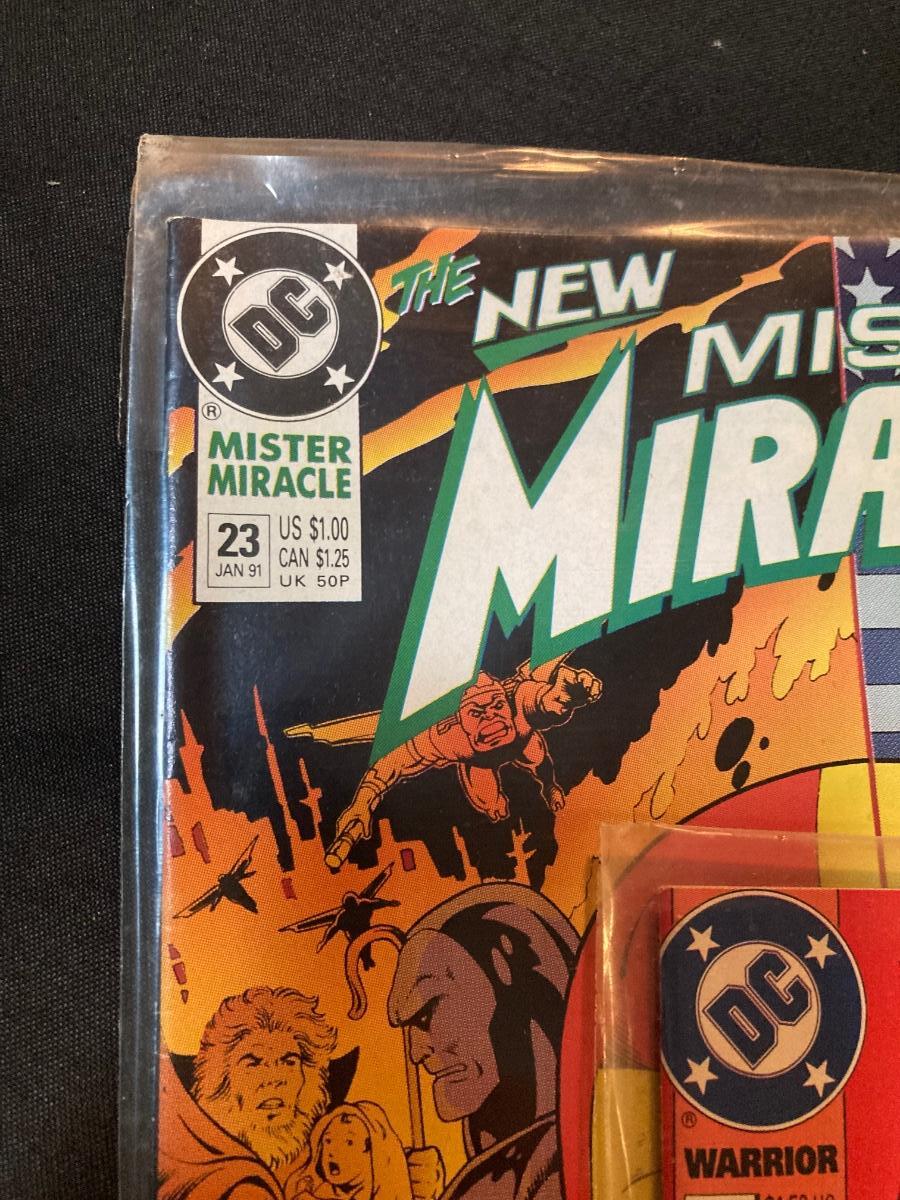 DC
®
MISTER
MIRACLE
23
JAN 91
US $1.00
CAN $1.25
UK 50P
THE NEW
MIS
MIRA
DC
®
WARRIOR